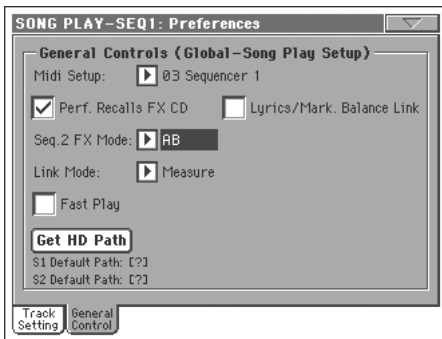 SONG PLAY-SEQ1: Preferences
General Controls (Global-Song Play Setup)
Midi Setup: 03 Sequencer 1
Perf. Recalls FX CD Lyrics/Mark. Balance Link
Seq.2 FX Mode: AB
Link Mode: Measure
Fast Play
Get HD Path
S1 Default Path: [?]
S2 Default Path: [?]
Track Setting General Control